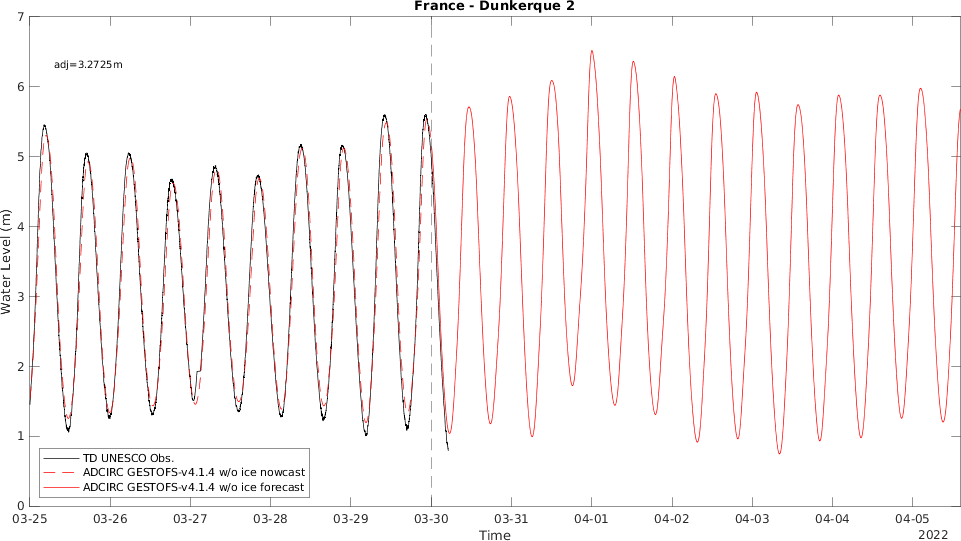 France - Dunkerque 2
adj=3.2725m
Water Level (m)
7
6
5
4
3
2
1
0
TD UNESCO Obs.
ADCIRC GESTOFS-v4.1.4 w/o ice nowcast
ADCIRC GESTOFS-v4.1.4 w/o ice forecast
03-25 03-26 03-27 03-28 03-29 03-30 03-31 04-01 04-02 04-03 04-04 04-05
Time
2022